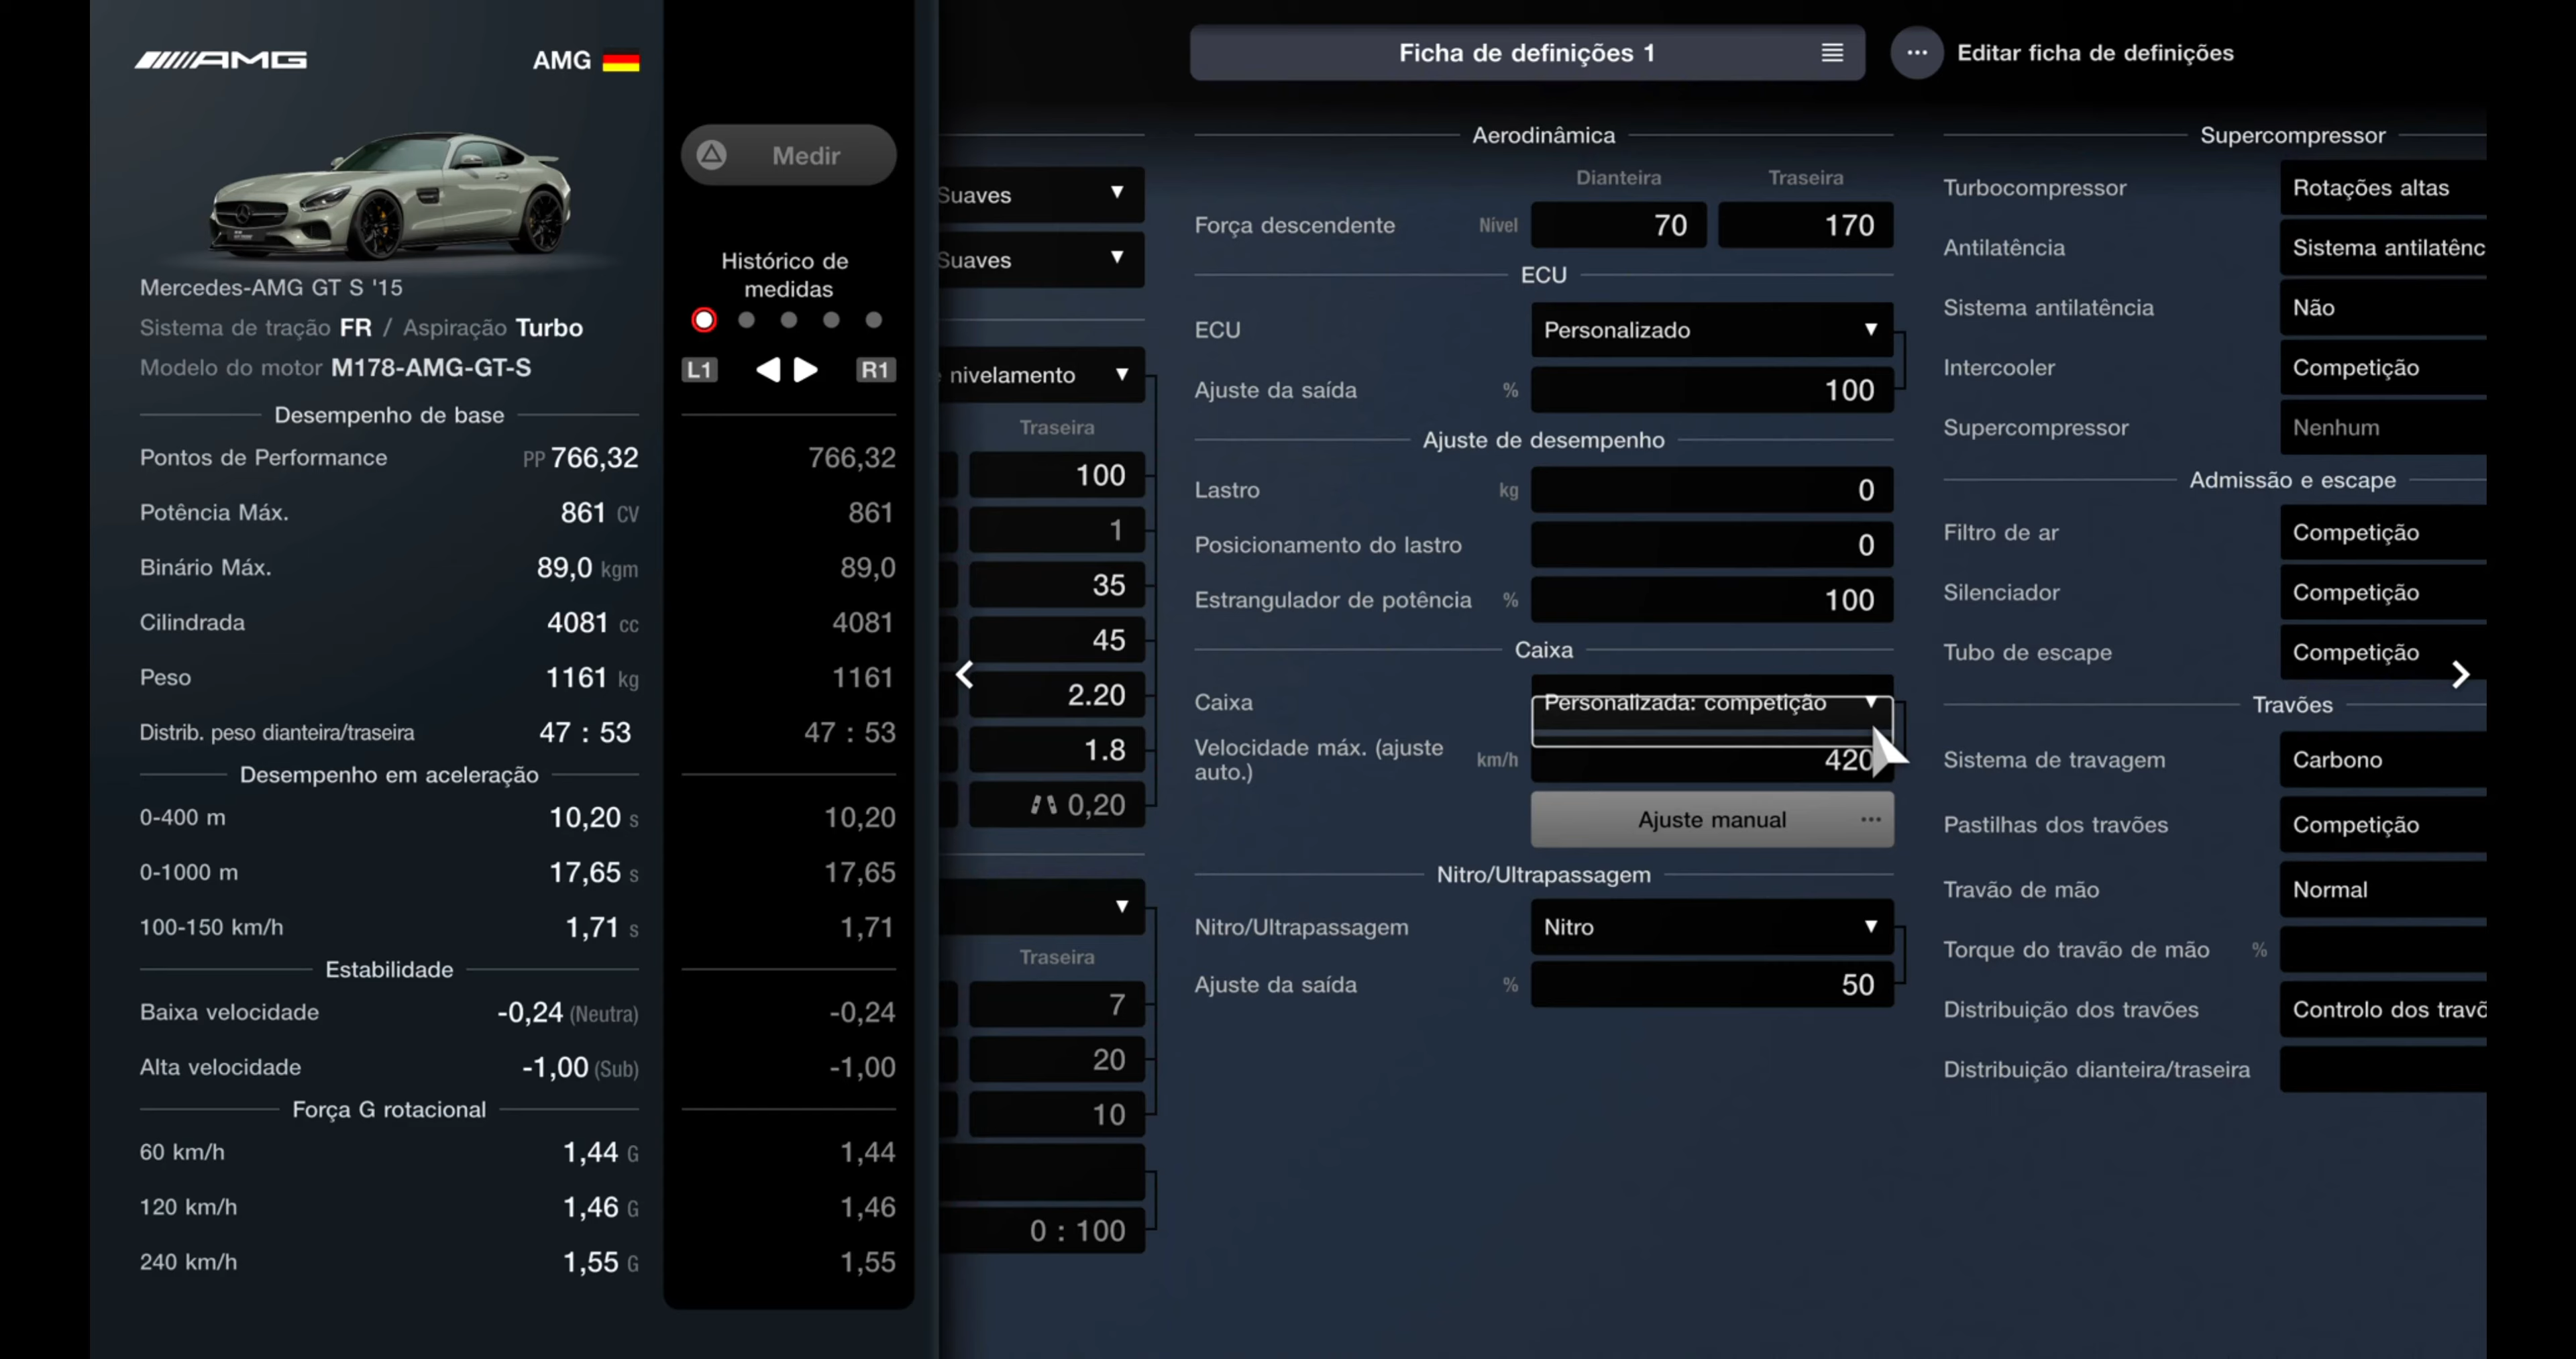 AMG
AMG
Mercedes-AMG GT S '15
Sistema de tração FR / Aspiração Turbo
Modelo do motor M178-AMG-GT-S
Desempenho de base
Pontos de Performance PP 766,32
Potência Máx. 861 CV
Binário Máx. 89,0 kgm
Cilindrada 4081 cc
Peso 1161 kg
Distrib. peso dianteira/traseira 47 : 53
Desempenho em aceleração
0-400 m 10,20 s
0-1000 m 17,65 s
100-150 km/h 1,71 s
Estabilidade
Baixa velocidade -0,24 (Neutra)
Alta velocidade -1,00 (Sub)
Força G rotacional
60 km/h 1,44 G
120 km/h 1,46 G
240 km/h 1,55 G
Medir
Histórico de
medidas
L1 R1
766,32
861
89,0
4081
1161
47 : 53
10,20
17,65
1,71
-0,24
-1,00
1,44
1,46
1,55
Suaves
Suaves
nivelamento
Traseira
100
1
35
45
2.20
1.8
0,20
Traseira
7
20
10
0 : 100
Ficha de definições 1
Editar ficha de definições
Aerodinâmica
Dianteira Traseira
Força descendente Nível 70 170
ECU
ECU Personalizado
Ajuste da saída % 100
Ajuste de desempenho
Lastro kg 0
Posicionamento do lastro 0
Estrangulador de potência % 100
Caixa
Caixa Personalizada: competição
Velocidade máx. (ajuste
auto.) km/h 420
Ajuste manual
Nitro/Ultrapassagem
Nitro/Ultrapassagem Nitro
Ajuste da saída % 50
Supercompressor
Turbocompressor Rotações altas
Antilatência Sistema antilatênc
Sistema antilatência Não
Intercooler Competição
Supercompressor Nenhum
Admissão e escape
Filtro de ar Competição
Silenciador Competição
Tubo de escape Competição
Travões
Sistema de travagem Carbono
Pastilhas dos travões Competição
Travão de mão Normal
Torque do travão de mão %
Distribuição dos travões Controlo dos travõ
Distribuição dianteira/traseira